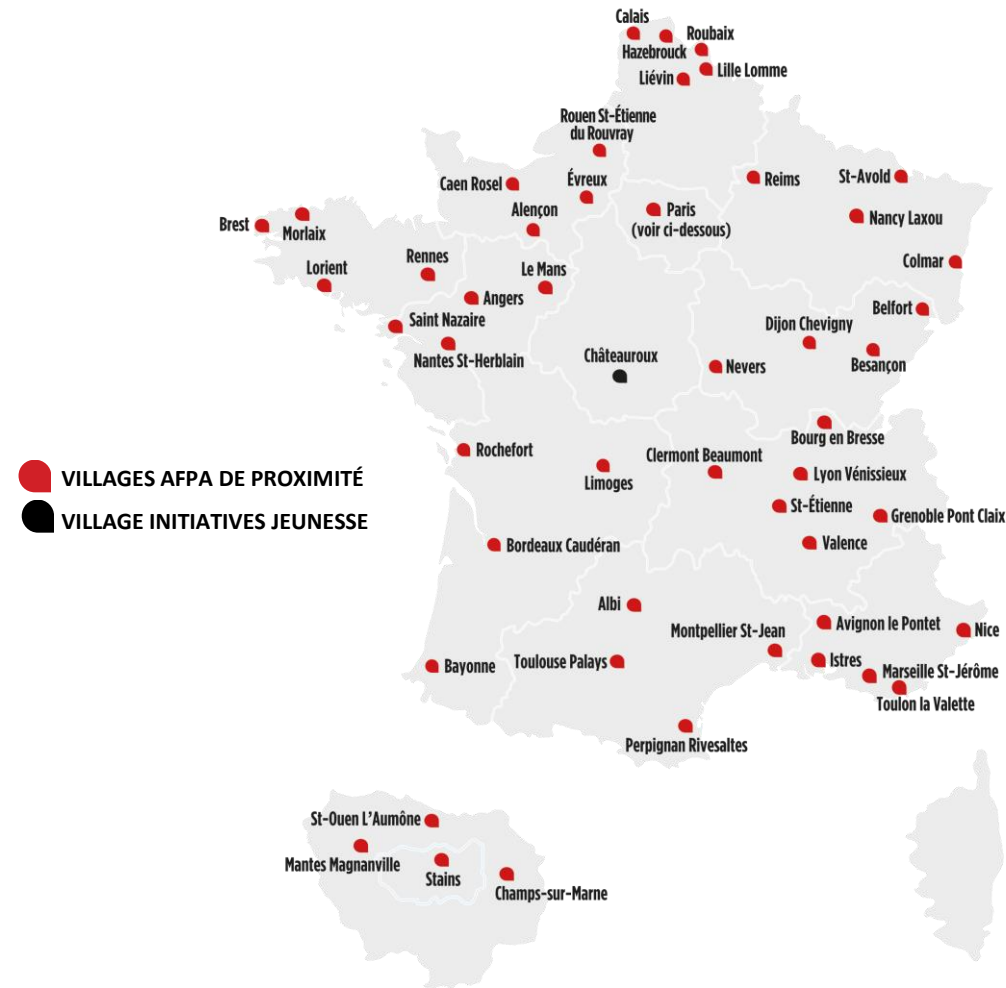 Calais
Roubaix
Hazebrouck
Lille Lomme
Liévin
Rouen St-Étienne
du Rouvray
Caen Rosel
Évreux
Reims
St-Avold
Alençon
Paris
(voir ci-dessous)
Nancy Laxou
Brest
Morlaix
Rennes
Le Mans
Colmar
Lorient
Angers
Belfort
Saint Nazaire
Dijon Chevigny
Nantes St-Herblain
Châteauroux
Nevers
Besançon
Rochefort
Bourg en Bresse
Clermont Beaumont
Lyon Vénissieux
VILLAGES AFPA DE PROXIMITÉ
Limoges
St-Étienne
Grenoble Pont Claix
VILLAGE INITIATIVES JEUNESSE
Bordeaux Caudéran
Valence
Albi
Avignon le Pontet
Nice
Montpellier St-Jean
Bayonne
Toulouse Palays
Istres
Marseille St-Jérôme
Toulon la Valette
Perpignan Rivesaltes
St-Ouen L'Aumône
Mantes Magnanville
Stains
Champs-sur-Marne